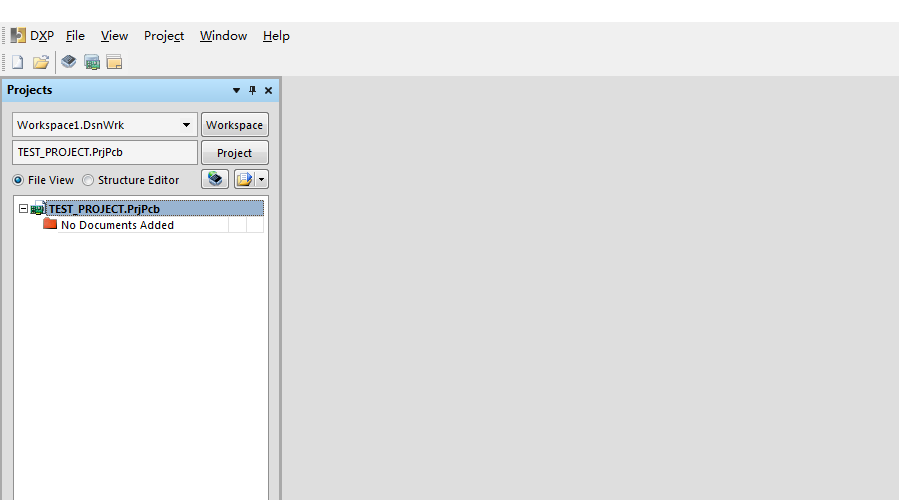 DXP File View Project Window Help
Projects
Workspace1.DsnWrk Workspace
TEST_PROJECT.PrjPcb Project
File View Structure Editor
TEST_PROJECT.PrjPcb
No Documents Added